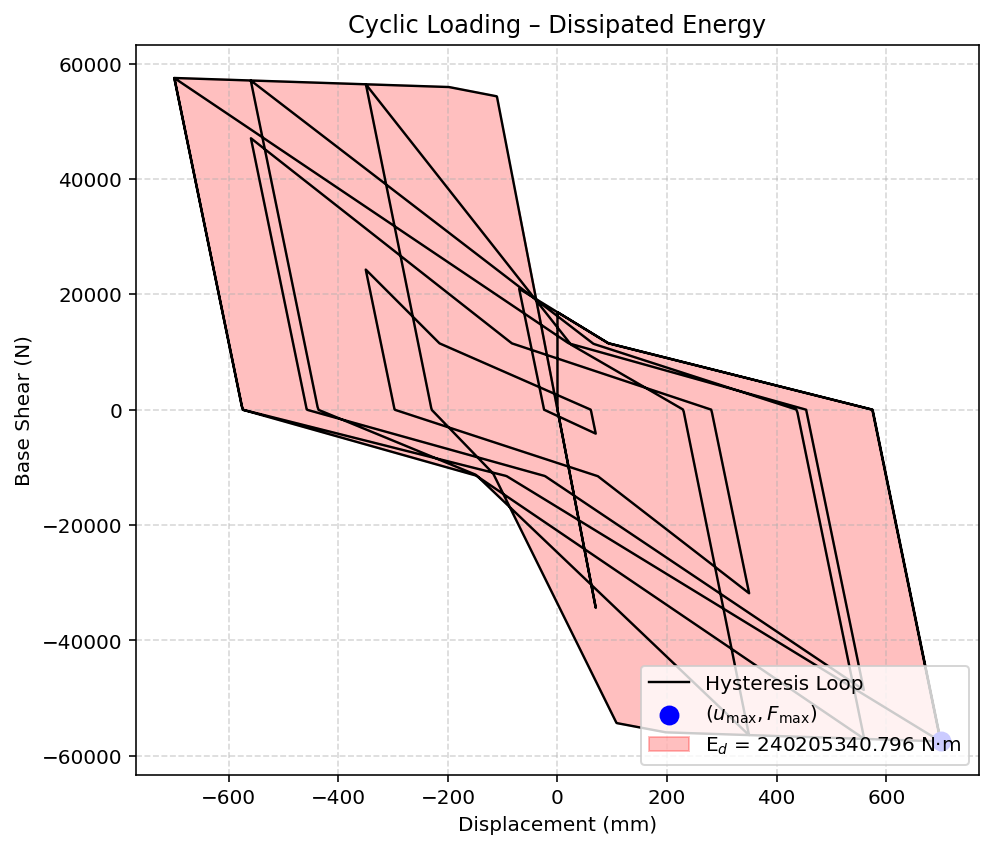 Cyclic Loading – Dissipated Energy
Base Shear (N)
60000
40000
20000
0
−20000
−40000
−60000
Hysteresis Loop
(u_max, F_max)
E_d = 240205340.796 N·m
−600
−400
−200
0
200
400
600
Displacement (mm)